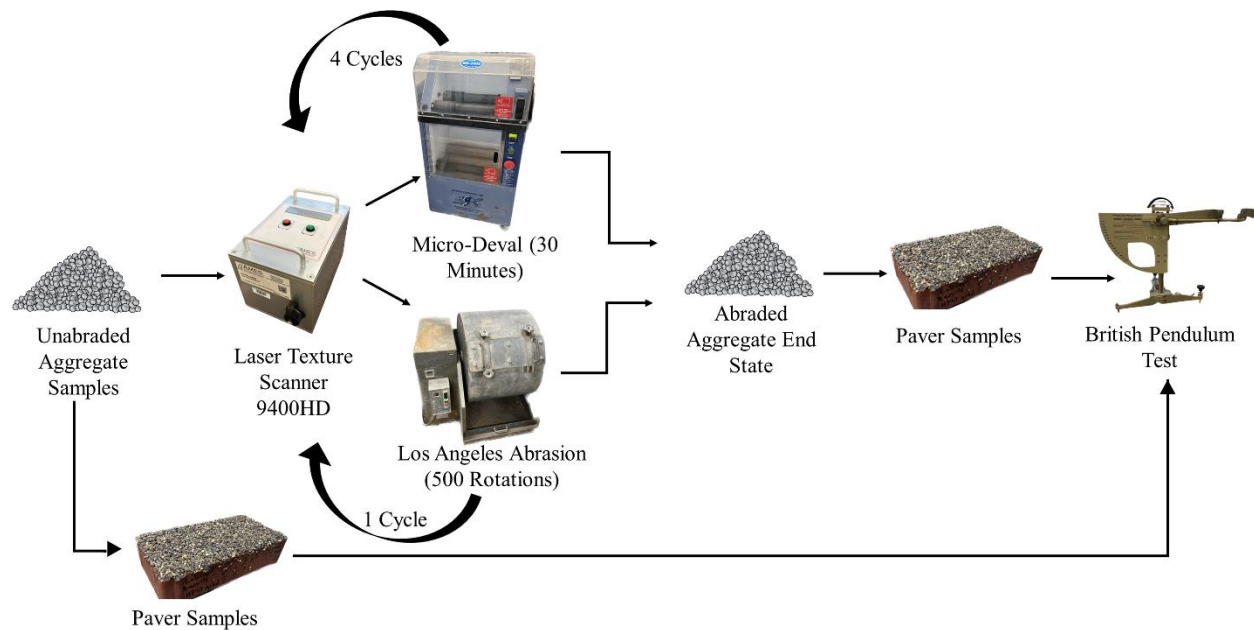 4 Cycles
Micro-Deval (30
Minutes)
Unabraded
Aggregate
Samples
Laser Texture
Scanner
9400HD
Los Angeles Abrasion
(500 Rotations)
1 Cycle
Abraded
Aggregate End
State
Paver Samples
British Pendulum
Test
Paver Samples